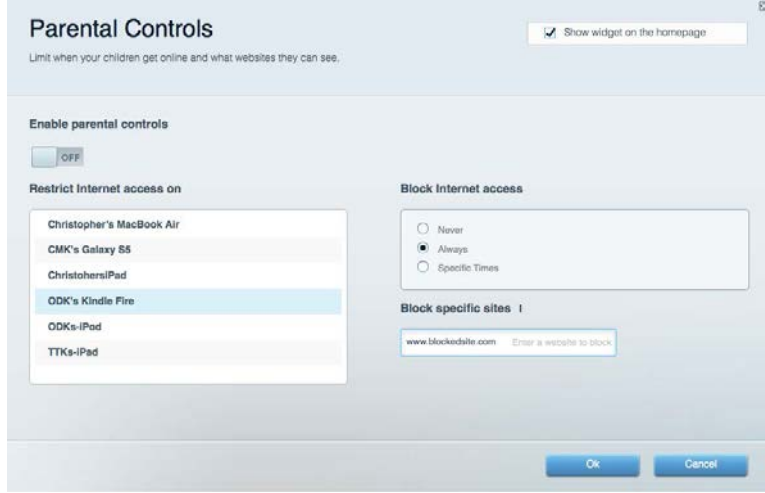 Parental Controls
Show widget on the homepage
Limit when your children get online and what websites they can see.
Enable parental controls
OFF
Restrict Internet access on
Christopher's MacBook Air
CMK's Galaxy S5
ChristohersiPad
ODK's Kindle Fire
ODKs-iPod
TTKs-iPad
Block Internet access
Never
Always
Specific Times
Block specific sites |
www.blockedsite.com Enter a website to block
Ok Cancel